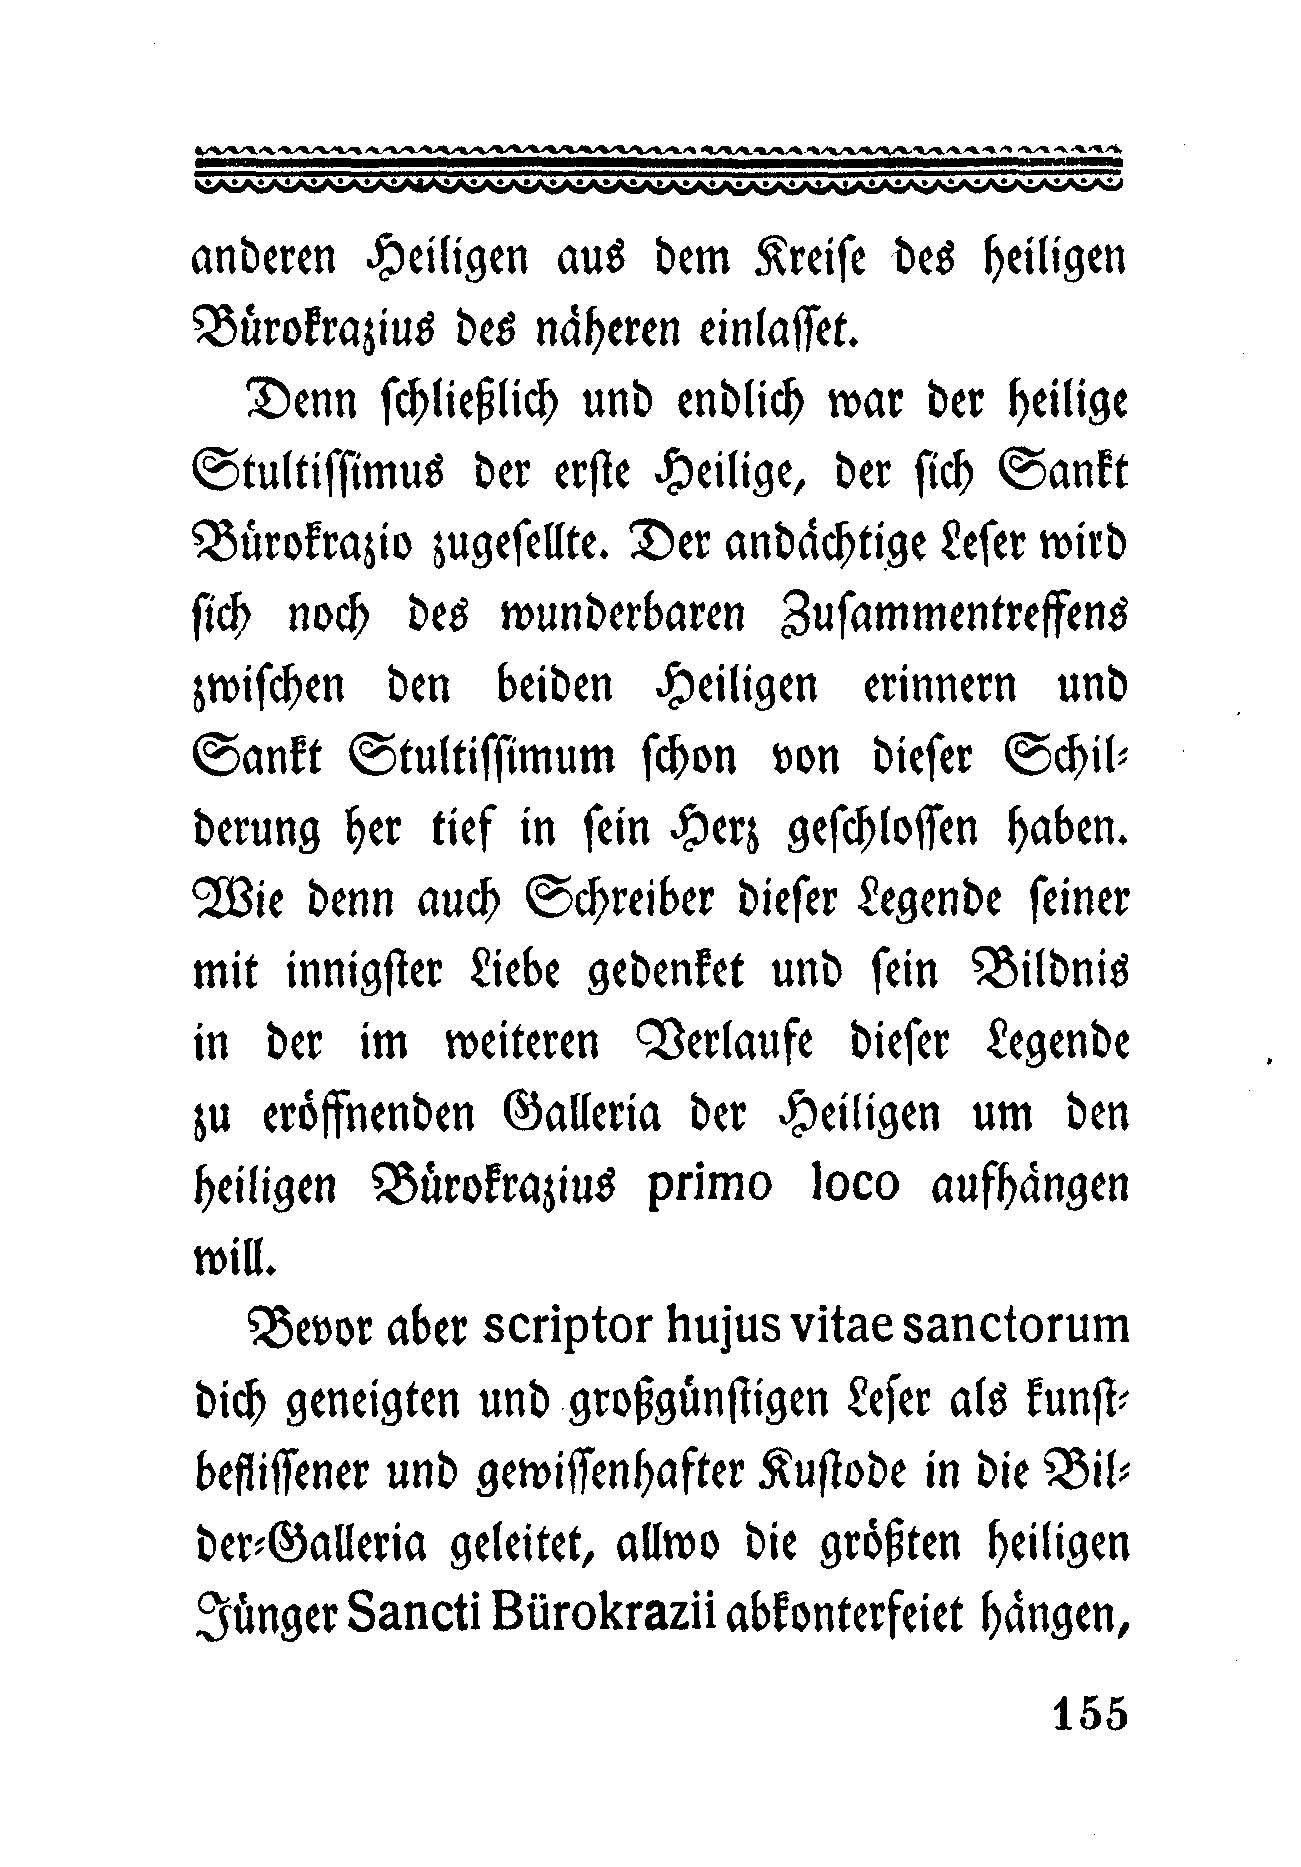 anderen Heiligen aus dem Kreiſe des heiligen
Bürokrazius des näheren einlaſſet.
Denn ſchließlich und endlich war der heilige
Stultiſſimus der erſte Heilige, der ſich Sankt
Bürokrazio zugeſellte. Der andächtige Leſer wird
ſich noch des wunderbaren Zuſammentreffens
zwiſchen den beiden Heiligen erinnern und
Sankt Stultiſſimum ſchon von dieſer Schil⸗
derung her tief in ſein Herz geſchloſſen haben.
Wie denn auch Schreiber dieſer Legende ſeiner
mit innigſter Liebe gedenket und ſein Bildnis
in der im weiteren Verlaufe dieſer Legende
zu eröffnenden Galleria der Heiligen um den
heiligen Bürokrazius primo loco aufhängen
will.
Bevor aber scriptor hujus vitae sanctorum
dich geneigten und großgünſtigen Leſer als kunſt⸗
befliſſener und gewiſſenhafter Kuſtode in die Bil⸗
der⸗Galleria geleitet, allwo die größten heiligen
Jünger Sancti Bürokrazii abkonterfeiet hängen,
155